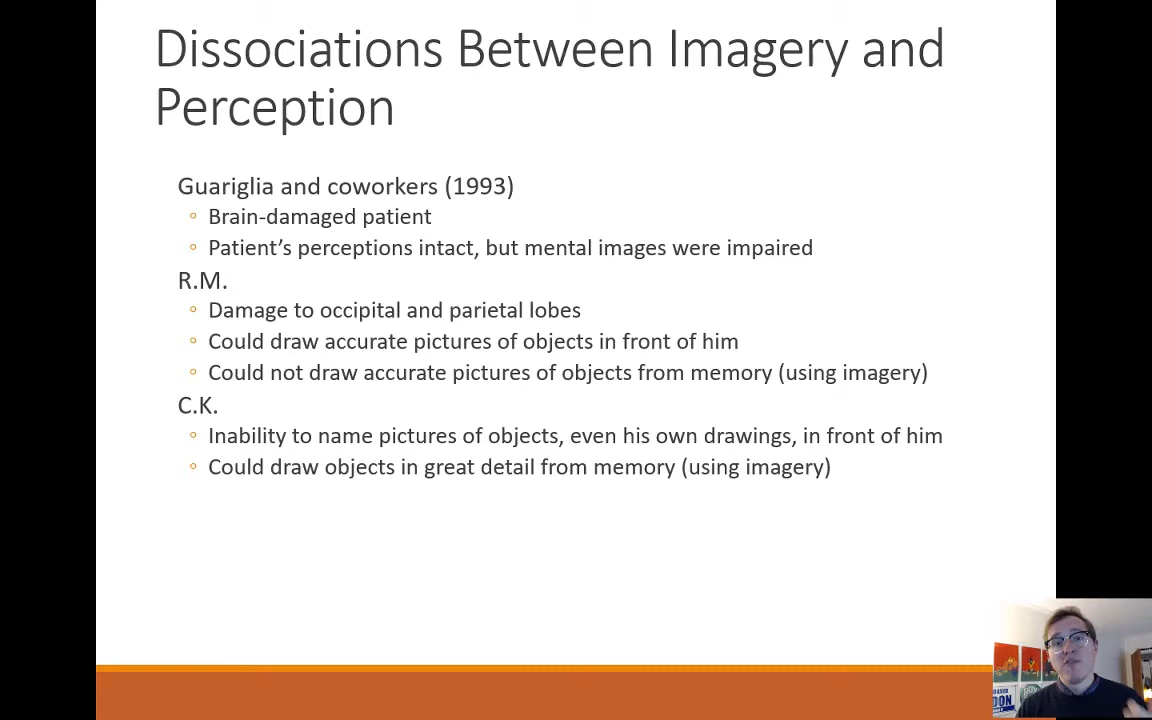 Dissociations Between Imagery and
Perception
Guariglia and coworkers (1993)
◦ Brain-damaged patient
◦ Patient’s perceptions intact, but mental images were impaired
R.M.
◦ Damage to occipital and parietal lobes
◦ Could draw accurate pictures of objects in front of him
◦ Could not draw accurate pictures of objects from memory (using imagery)
C.K.
◦ Inability to name pictures of objects, even his own drawings, in front of him
◦ Could draw objects in great detail from memory (using imagery)